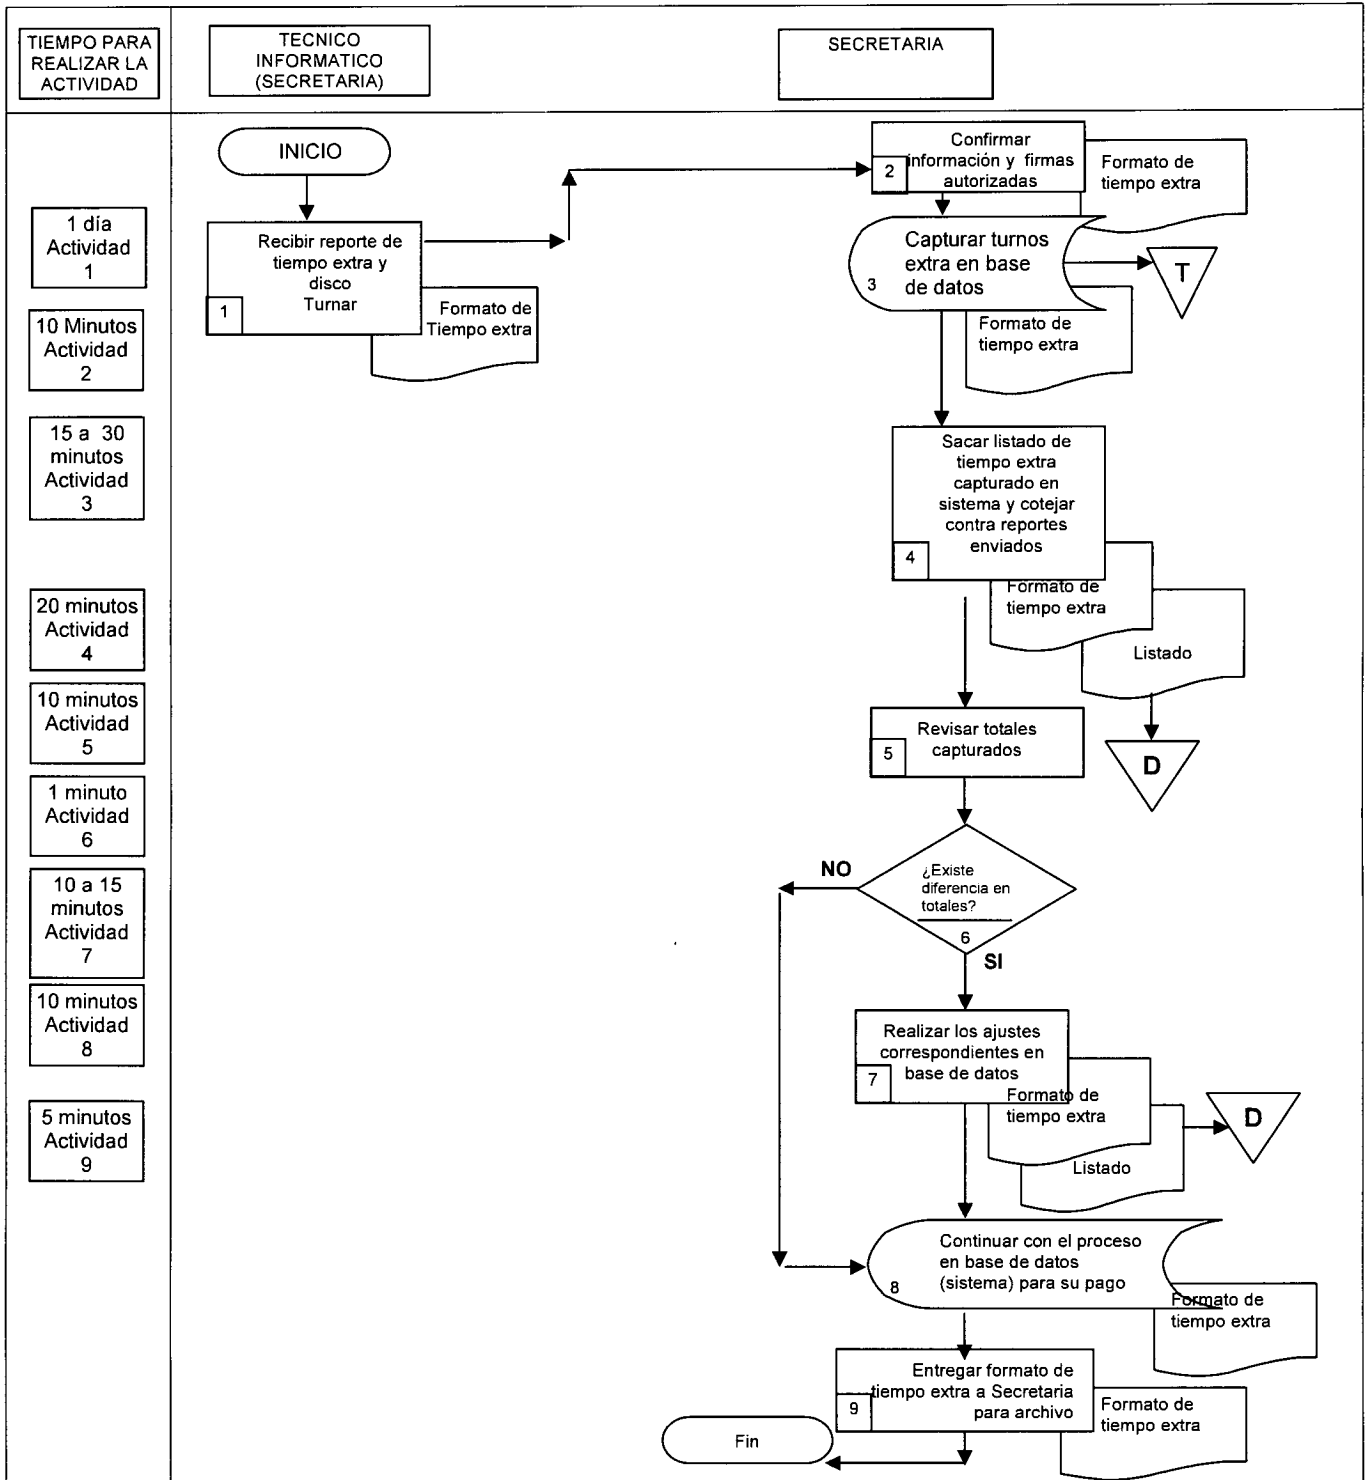 TIEMPO PARA
REALIZAR LA
ACTIVIDAD
TECNICO
INFORMATICO
(SECRETARIA)
SECRETARIA
INICIO
Recibir reporte de
tiempo extra y
disco
Turnar
1
Formato de
Tiempo extra
Confirmar
información y firmas
autorizadas
2
Formato de
tiempo extra
Capturar turnos
extra en base
de datos
3
T
Formato de
tiempo extra
Sacar listado de
tiempo extra
capturado en
sistema y cotejar
contra reportes
enviados
4
Formato de
tiempo extra
Listado
D
Revisar totales
capturados
5
¿Existe
diferencia en
totales?
6
NO
SI
Realizar los ajustes
correspondientes en
base de datos
7
Formato de
tiempo extra
Listado
D
Continuar con el proceso
en base de datos
(sistema) para su pago
8
Formato de
tiempo extra
Entregar formato de
tiempo extra a Secretaria
para archivo
9
Formato de
tiempo extra
Fin
1 día
Actividad
1
10 Minutos
Actividad
2
15 a 30
minutos
Actividad
3
20 minutos
Actividad
4
10 minutos
Actividad
5
1 minuto
Actividad
6
10 a 15
minutos
Actividad
7
10 minutos
Actividad
8
5 minutos
Actividad
9